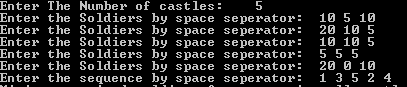 Enter The Number of castles:    5
Enter the Soldiers by space seperator:  10 5 10
Enter the Soldiers by space seperator:  20 10 5
Enter the Soldiers by space seperator:  10 10 5
Enter the Soldiers by space seperator:  5 5 5
Enter the Soldiers by space seperator:  20 0 10
Enter the sequence by space seperator:  1 3 5 2 4